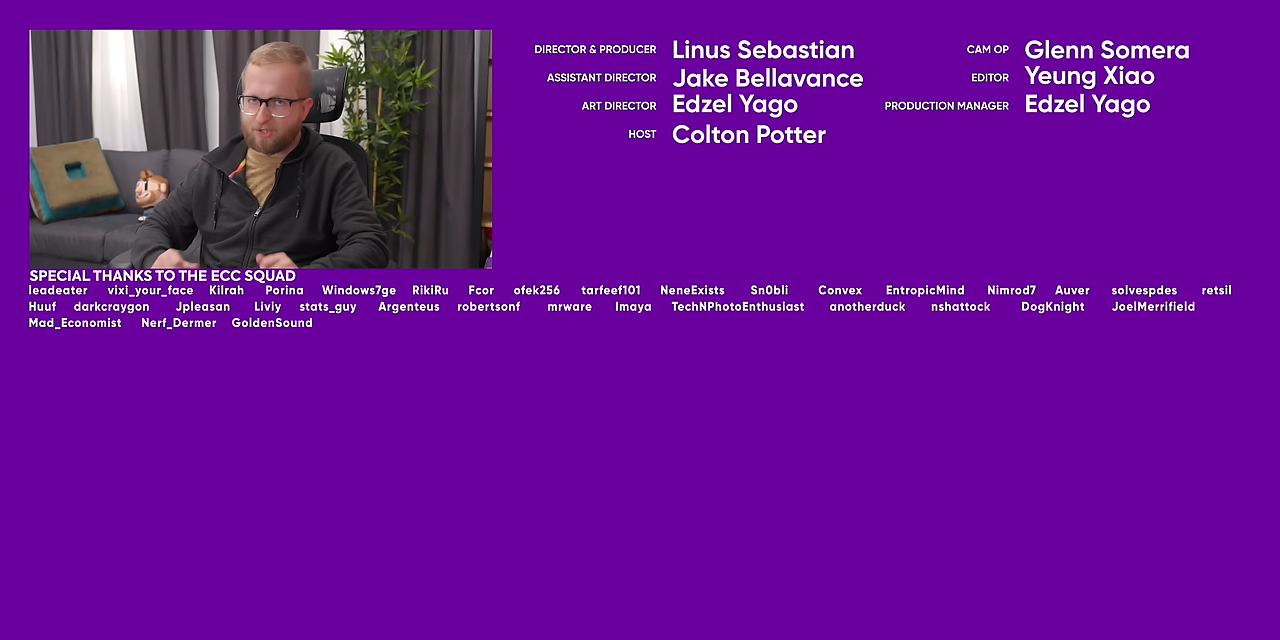 DIRECTOR & PRODUCER Linus Sebastian
ASSISTANT DIRECTOR Jake Bellavance
ART DIRECTOR Edzel Yago
HOST Colton Potter
CAM OP Glenn Somera
EDITOR Yeung Xiao
PRODUCTION MANAGER Edzel Yago
SPECIAL THANKS TO THE ECC SQUAD
leadeater vixi_your_face Kilrah Porina Windows7ge RikiRu Fcor ofek256 tarfeef101 NeneExists Sn0bli Convex EntropicMind Nimrod7 Auver solvespdes retsil
Huuf darkcraygon Jpleasan Liviy stats_guy Argenteus robertsonf mrware Imaya TechNPhotoEnthusiast anotherduck nshattock DogKnight JoelMerrifield
Mad_Economist Nerf_Dermer GoldenSound